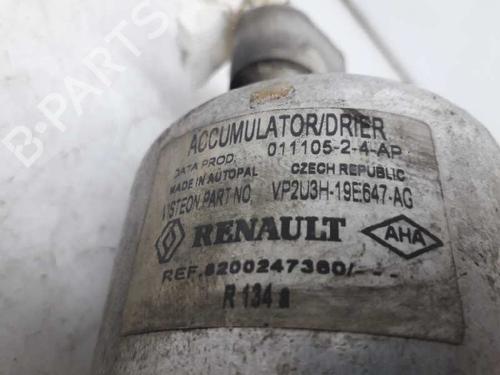 ACCUMULATOR/DRIER
DATA PROD. 011105-2-4-AP
MADE IN AUTOPAL CZECH REPUBLIC
VISTEON PART NO. VP2U3H-19E647-AG
RENAULT AHA
REF. 8200247360/---
R 134 a
B-Parts